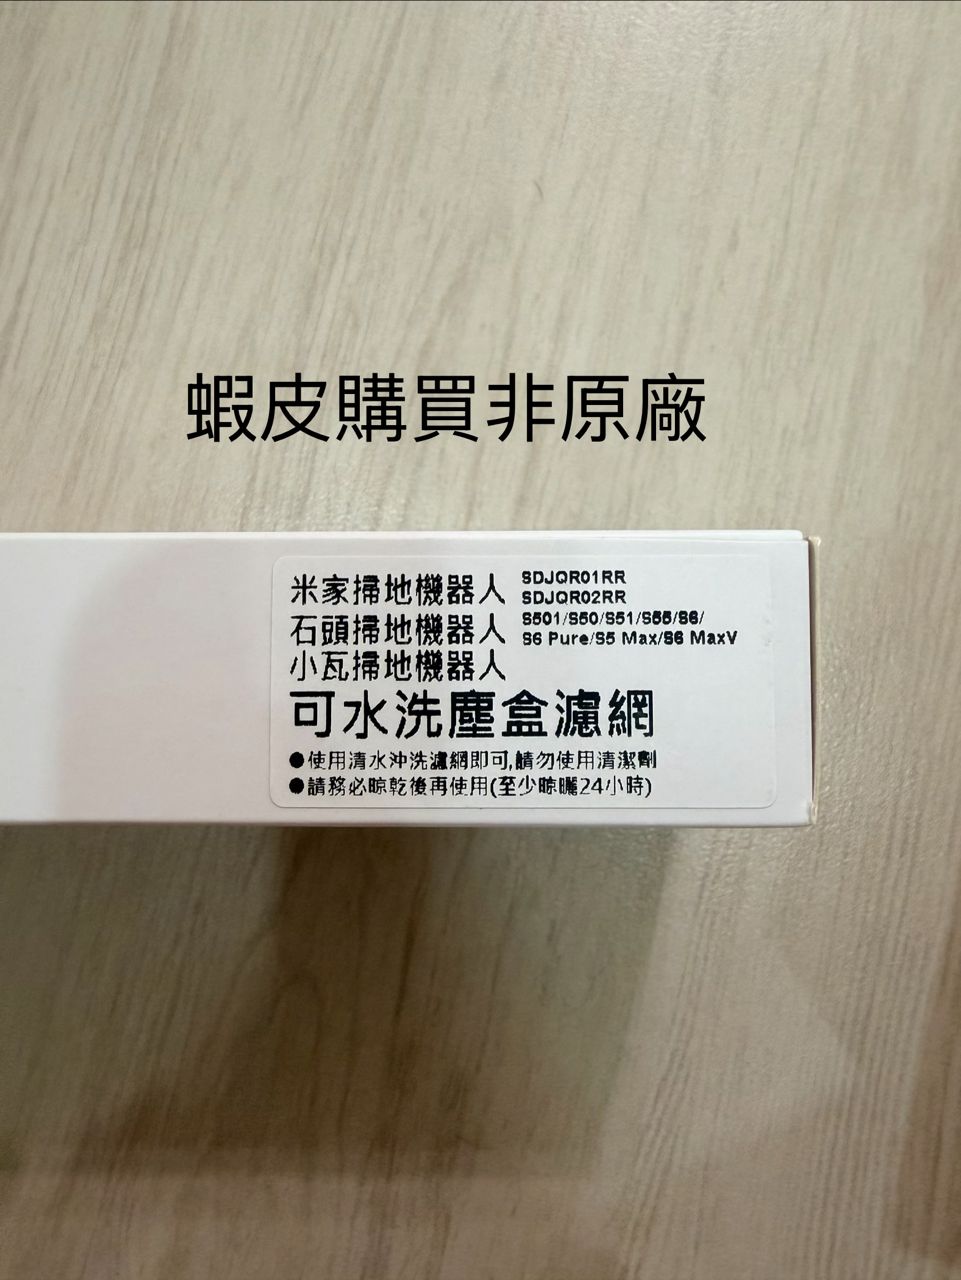 蝦皮購買非原廠
米家掃地機器人 SDJQR01RR
SDJQR02RR
石頭掃地機器人 S501/S50/S51/S55/S6/
S6 Pure/S5 Max/S6 MaxV
小瓦掃地機器人
可水洗塵盒濾網
●使用清水沖洗濾網即可,請勿使用清潔劑
●請務必晾乾後再使用(至少晾曬24小時)